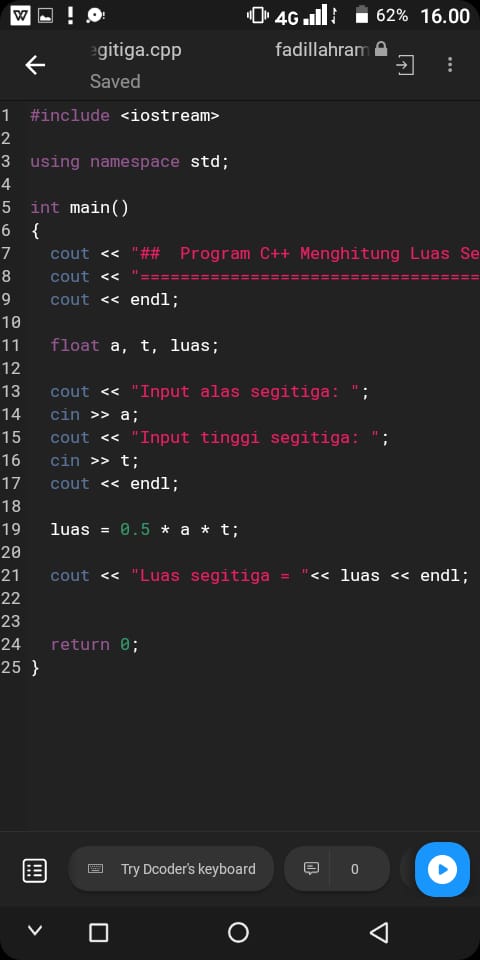 4G 62% 16.00
gitiga.cpp fadillahram
Saved
1 #include <iostream>
2
3 using namespace std;
4
5 int main()
6 {
7 cout << "##  Program C++ Menghitung Luas Se
8 cout << "==================================
9 cout << endl;
10
11 float a, t, luas;
12
13 cout << "Input alas segitiga: ";
14 cin >> a;
15 cout << "Input tinggi segitiga: ";
16 cin >> t;
17 cout << endl;
18
19 luas = 0.5 * a * t;
20
21 cout << "Luas segitiga = "<< luas << endl;
22
23
24 return 0;
25 }
Try Dcoder's keyboard 0